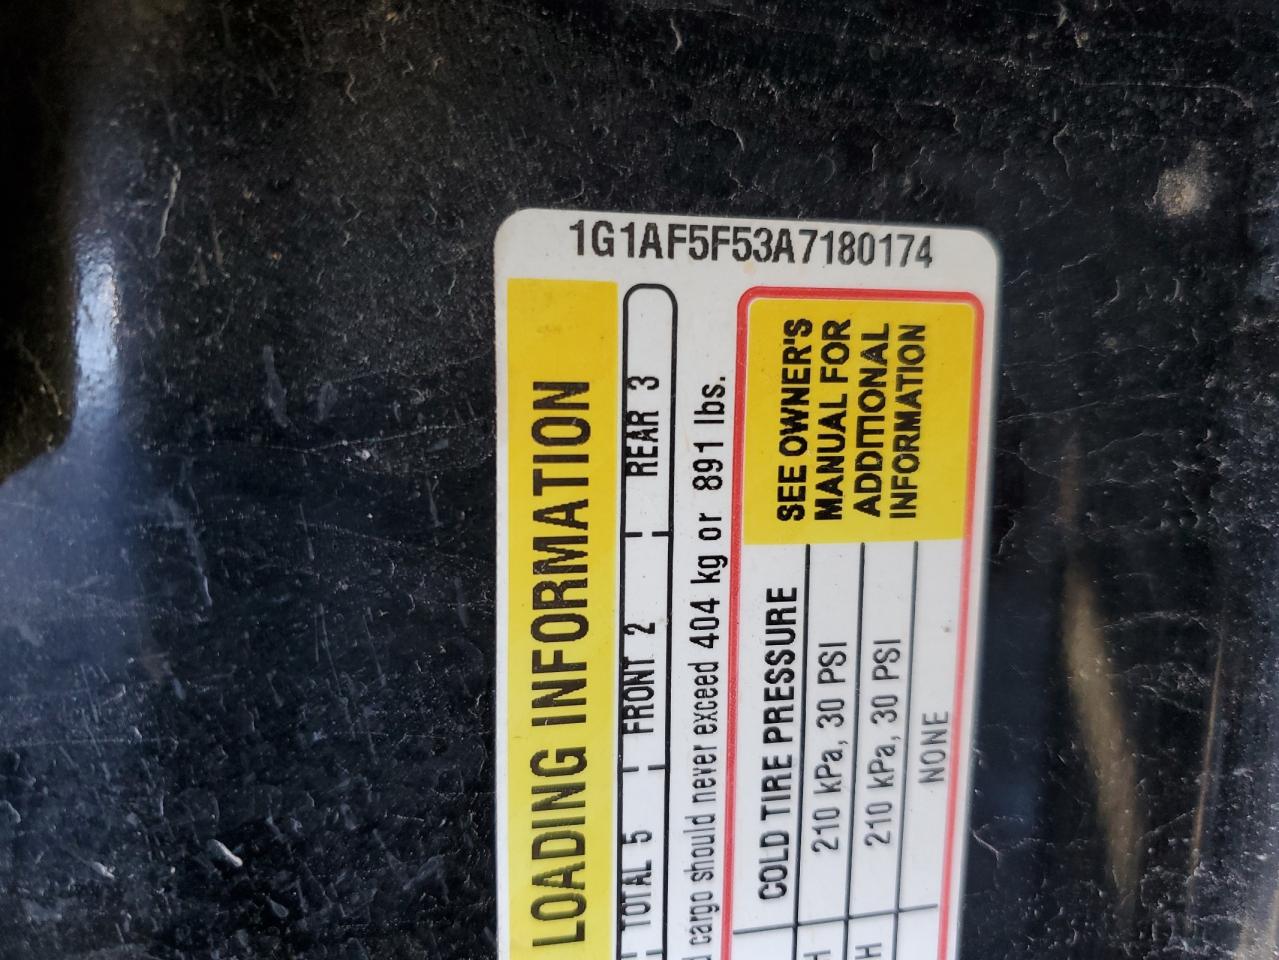 1G1AF5F53A7180174
LOADING INFORMATION
TOTAL 5 FRONT 2 REAR 3
cargo should never exceed 404 kg or 891 lbs.
COLD TIRE PRESSURE
210 kPa, 30 PSI
210 kPa, 30 PSI
NONE
SEE OWNER'S
MANUAL FOR
ADDITIONAL
INFORMATION